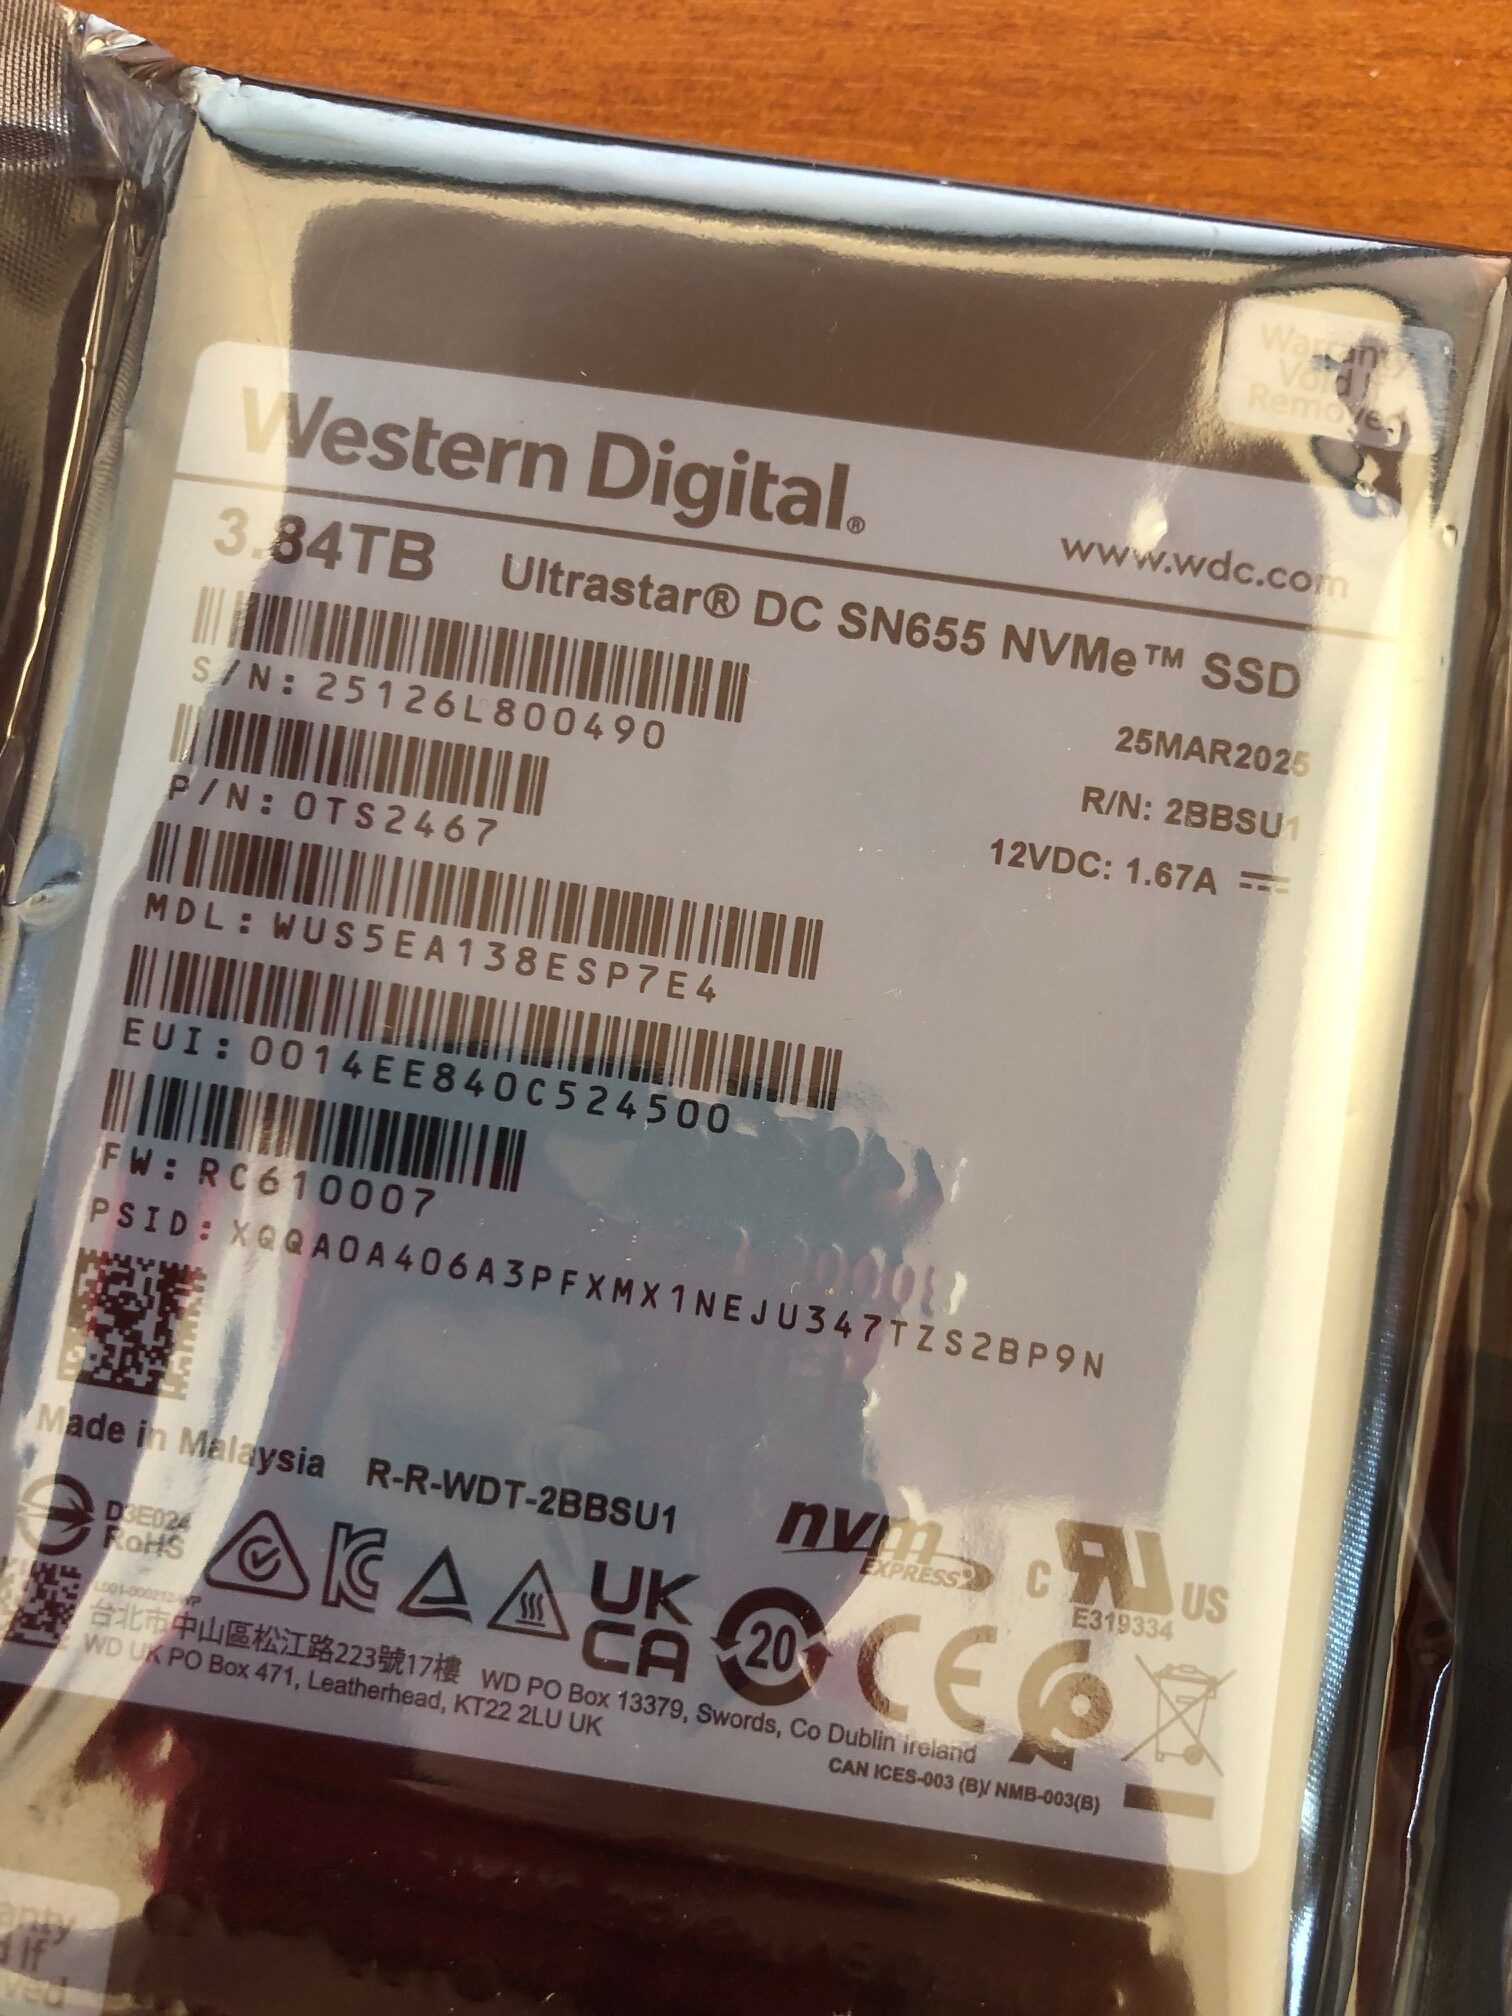 Warranty
Void if
Removed
Western Digital®
www.wdc.com
3.84TB Ultrastar® DC SN655 NVMe™ SSD
S/N: 25126L800490
25MAR2025
P/N: 0TS2467
R/N: 2BBSU1
12VDC: 1.67A
MDL: WUS5EA138ESP7E4
EUI: 0014EE840C524500
FW: RC610007
PSID: XQQA0A406A3PFXMX1NEJU347TZS2BP9N
Made in Malaysia R-R-WDT-2BBSU1
D3E024
RoHS
UK
CA
20
nvm
EXPRESS
c US
E319334
CE
台北市中山區松江路223號17樓 WD PO Box 13379, Swords, Co Dublin Ireland
WD UK PO Box 471, Leatherhead, KT22 2LU UK
CAN ICES-003 (B)/ NMB-003(B)